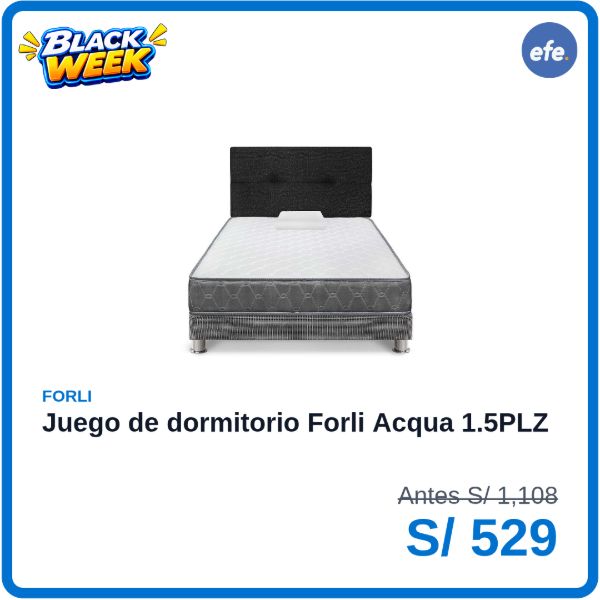 BLACK
WEEK
efe.
FORLI
Juego de dormitorio Forli Acqua 1.5PLZ
Antes S/ 1,108
S/ 529